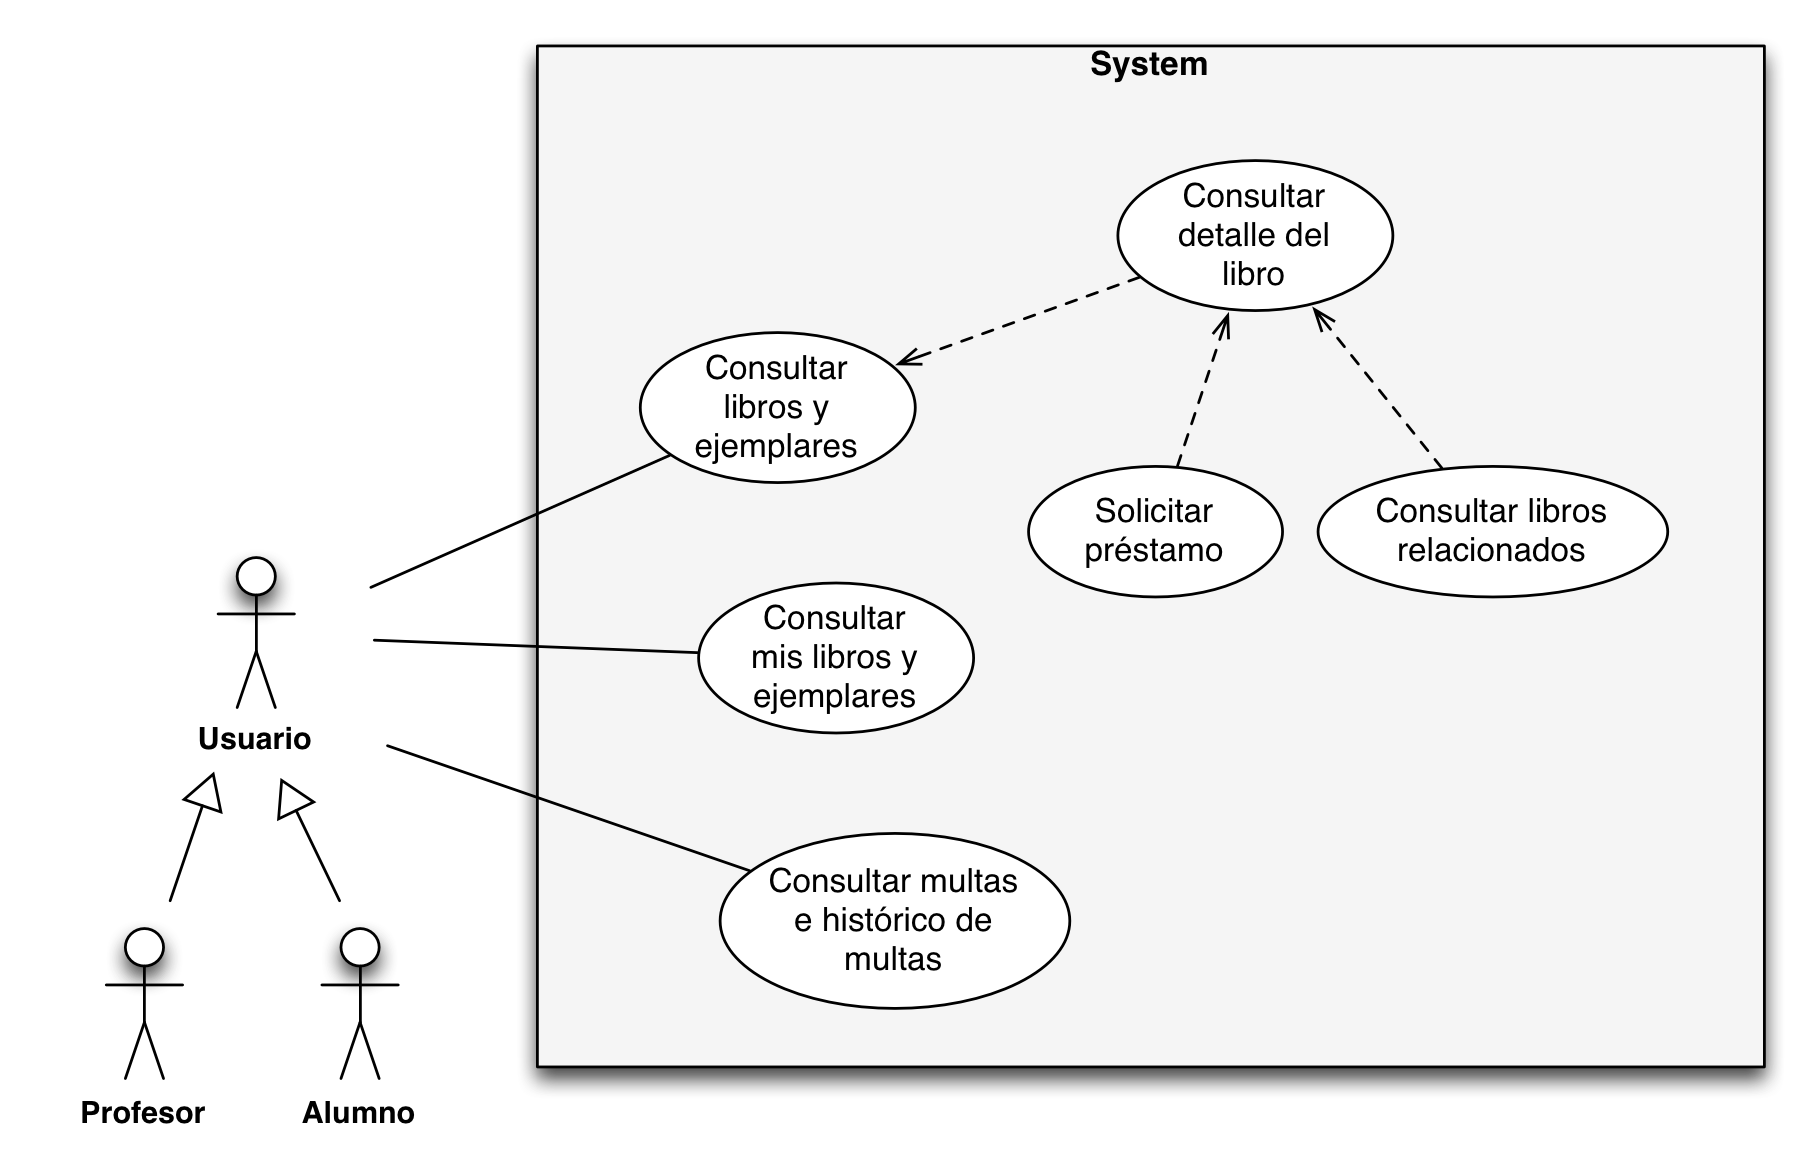 System
Consultar
detalle del
libro
Consultar
libros y
ejemplares
Solicitar
préstamo
Consultar libros
relacionados
Consultar
mis libros y
ejemplares
Usuario
Consultar multas
e histórico de
multas
Profesor
Alumno